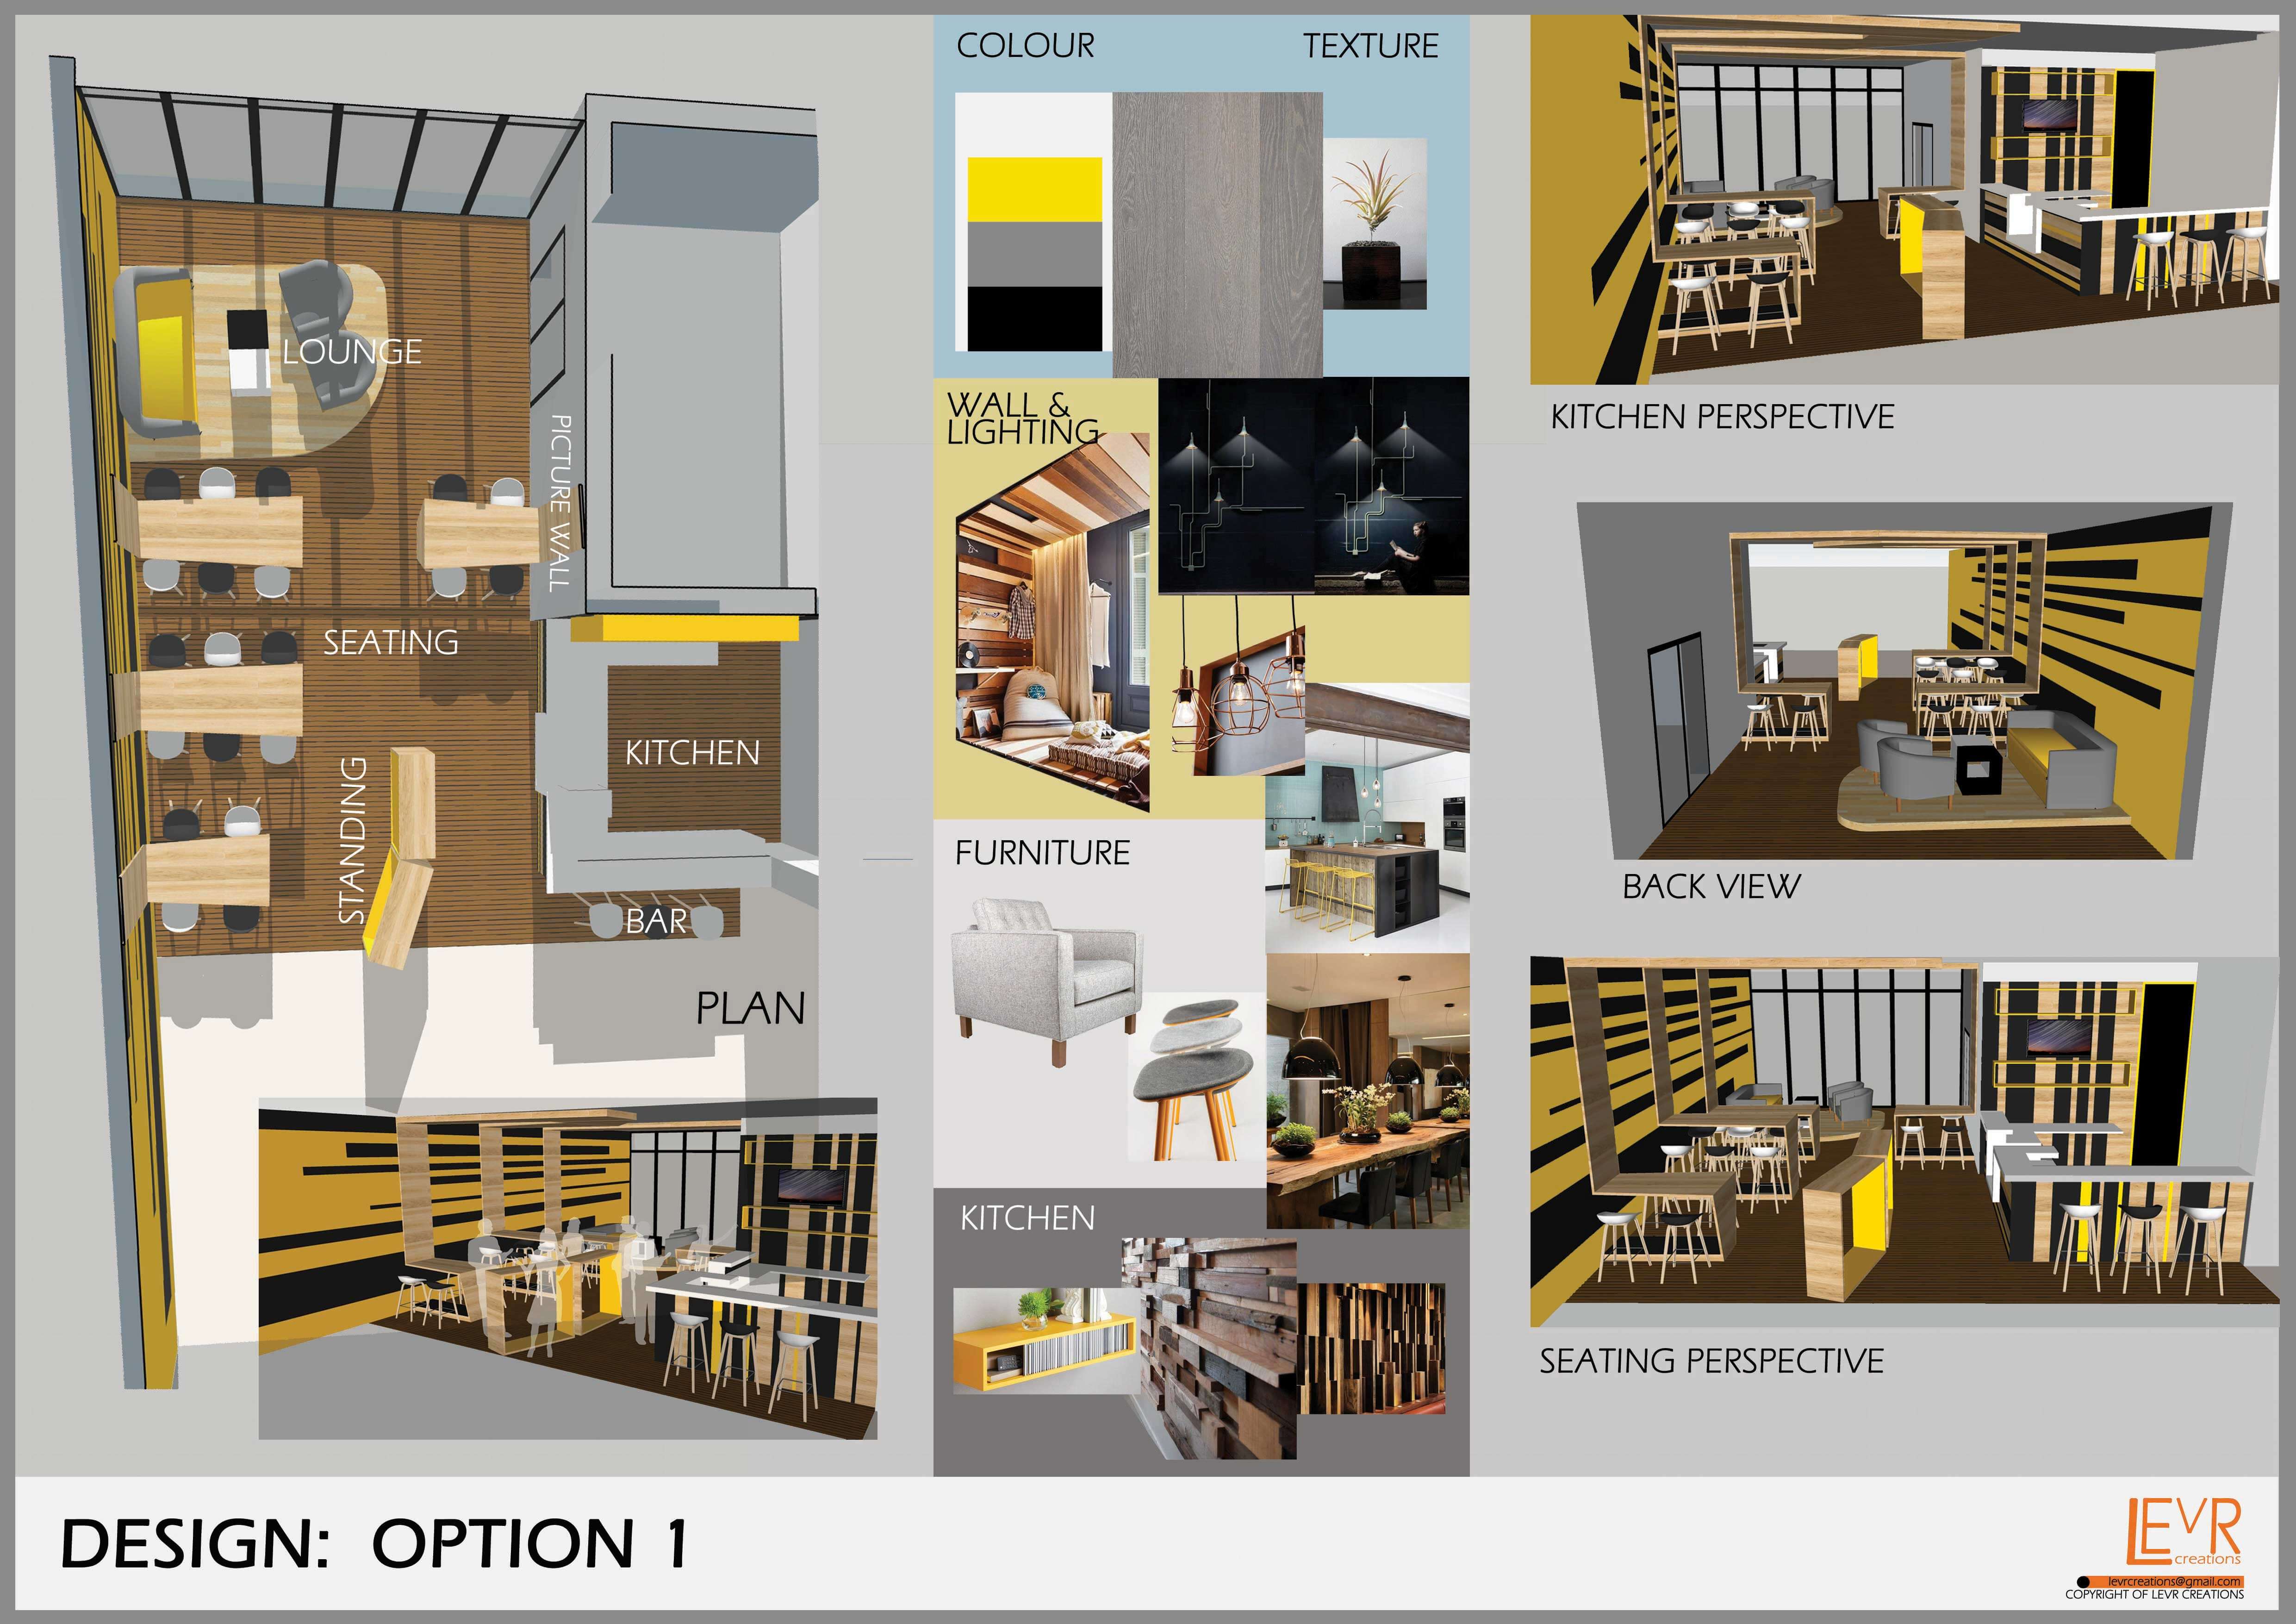 LOUNGE
PICTURE WALL
SEATING
STANDING
KITCHEN
BAR
PLAN
COLOUR
TEXTURE
WALL &
LIGHTING
FURNITURE
KITCHEN
KITCHEN PERSPECTIVE
BACK VIEW
SEATING PERSPECTIVE
DESIGN: OPTION 1
LEVR
creations
levrcreations@gmail.com
COPYRIGHT OF LEVR CREATIONS